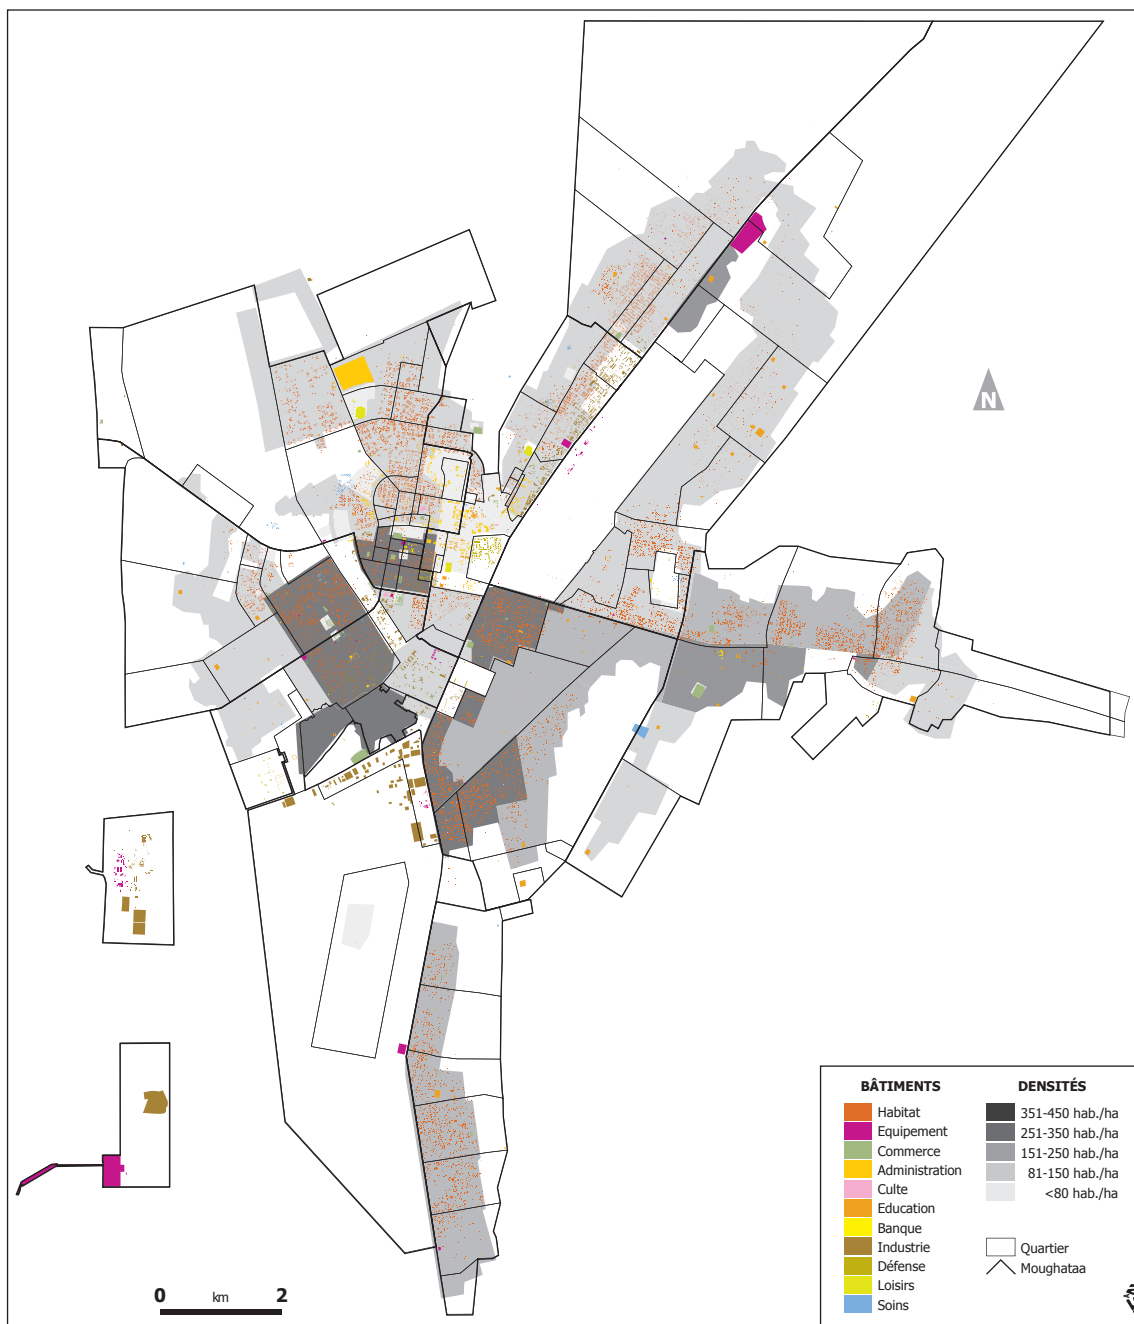 N
BÂTIMENTS
Habitat
Equipement
Commerce
Administration
Culte
Education
Banque
Industrie
Défense
Loisirs
Soins
DENSITÉS
351-450 hab./ha
251-350 hab./ha
151-250 hab./ha
81-150 hab./ha
<80 hab./ha
Quartier
Moughataa
0 km 2